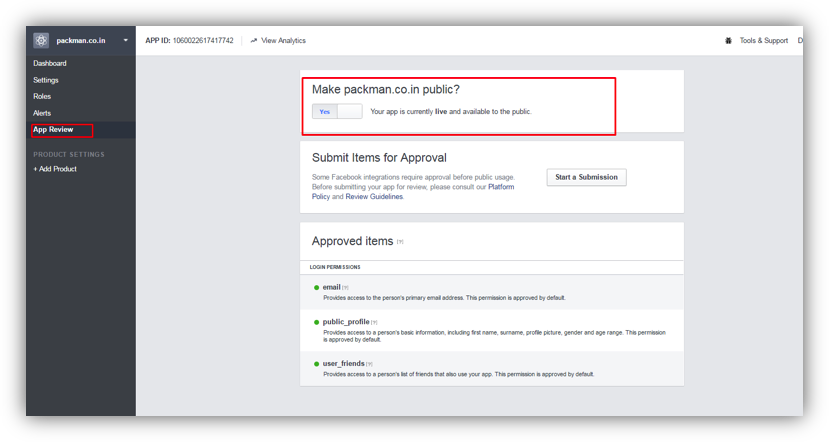 packman.co.in
APP ID: 1060022617417742
View Analytics
Tools & Support
D
Dashboard
Settings
Roles
Alerts
App Review
PRODUCT SETTINGS
+ Add Product
Make packman.co.in public?
Yes
Your app is currently live and available to the public.
Submit Items for Approval
Some Facebook integrations require approval before public usage.
Before submitting your app for review, please consult our Platform
Policy and Review Guidelines.
Start a Submission
Approved items [?]
LOGIN PERMISSIONS
email [?]
Provides access to the person's primary email address. This permission is approved by default.
public_profile [?]
Provides access to a person's basic information, including first name, surname, profile picture, gender and age range. This permission
is approved by default.
user_friends [?]
Provides access to a person's list of friends that also use your app. This permission is approved by default.